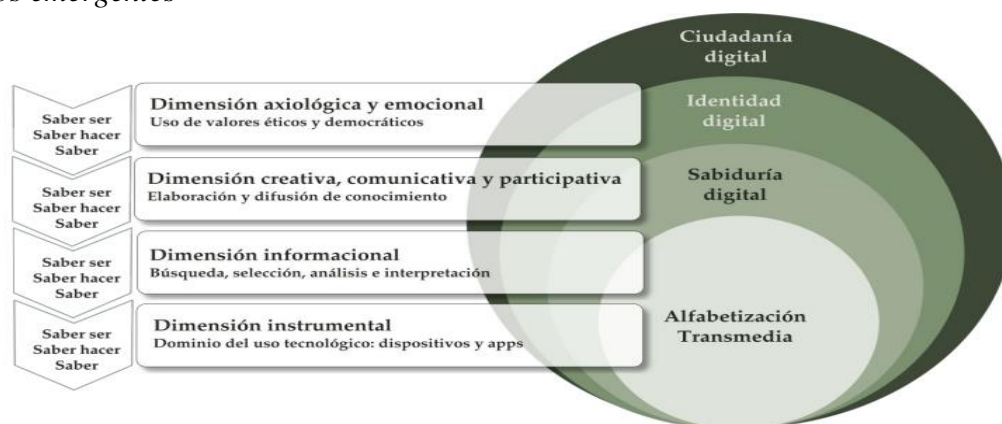 os emergentes
Ciudadanía
digital
Identidad
digital
Sabiduría
digital
Alfabetización
Transmedia
Saber ser
Saber hacer
Saber
Dimensión axiológica y emocional
Uso de valores éticos y democráticos
Saber ser
Saber hacer
Saber
Dimensión creativa, comunicativa y participativa
Elaboración y difusión de conocimiento
Saber ser
Saber hacer
Saber
Dimensión informacional
Búsqueda, selección, análisis e interpretación
Saber ser
Saber hacer
Saber
Dimensión instrumental
Dominio del uso tecnológico: dispositivos y apps